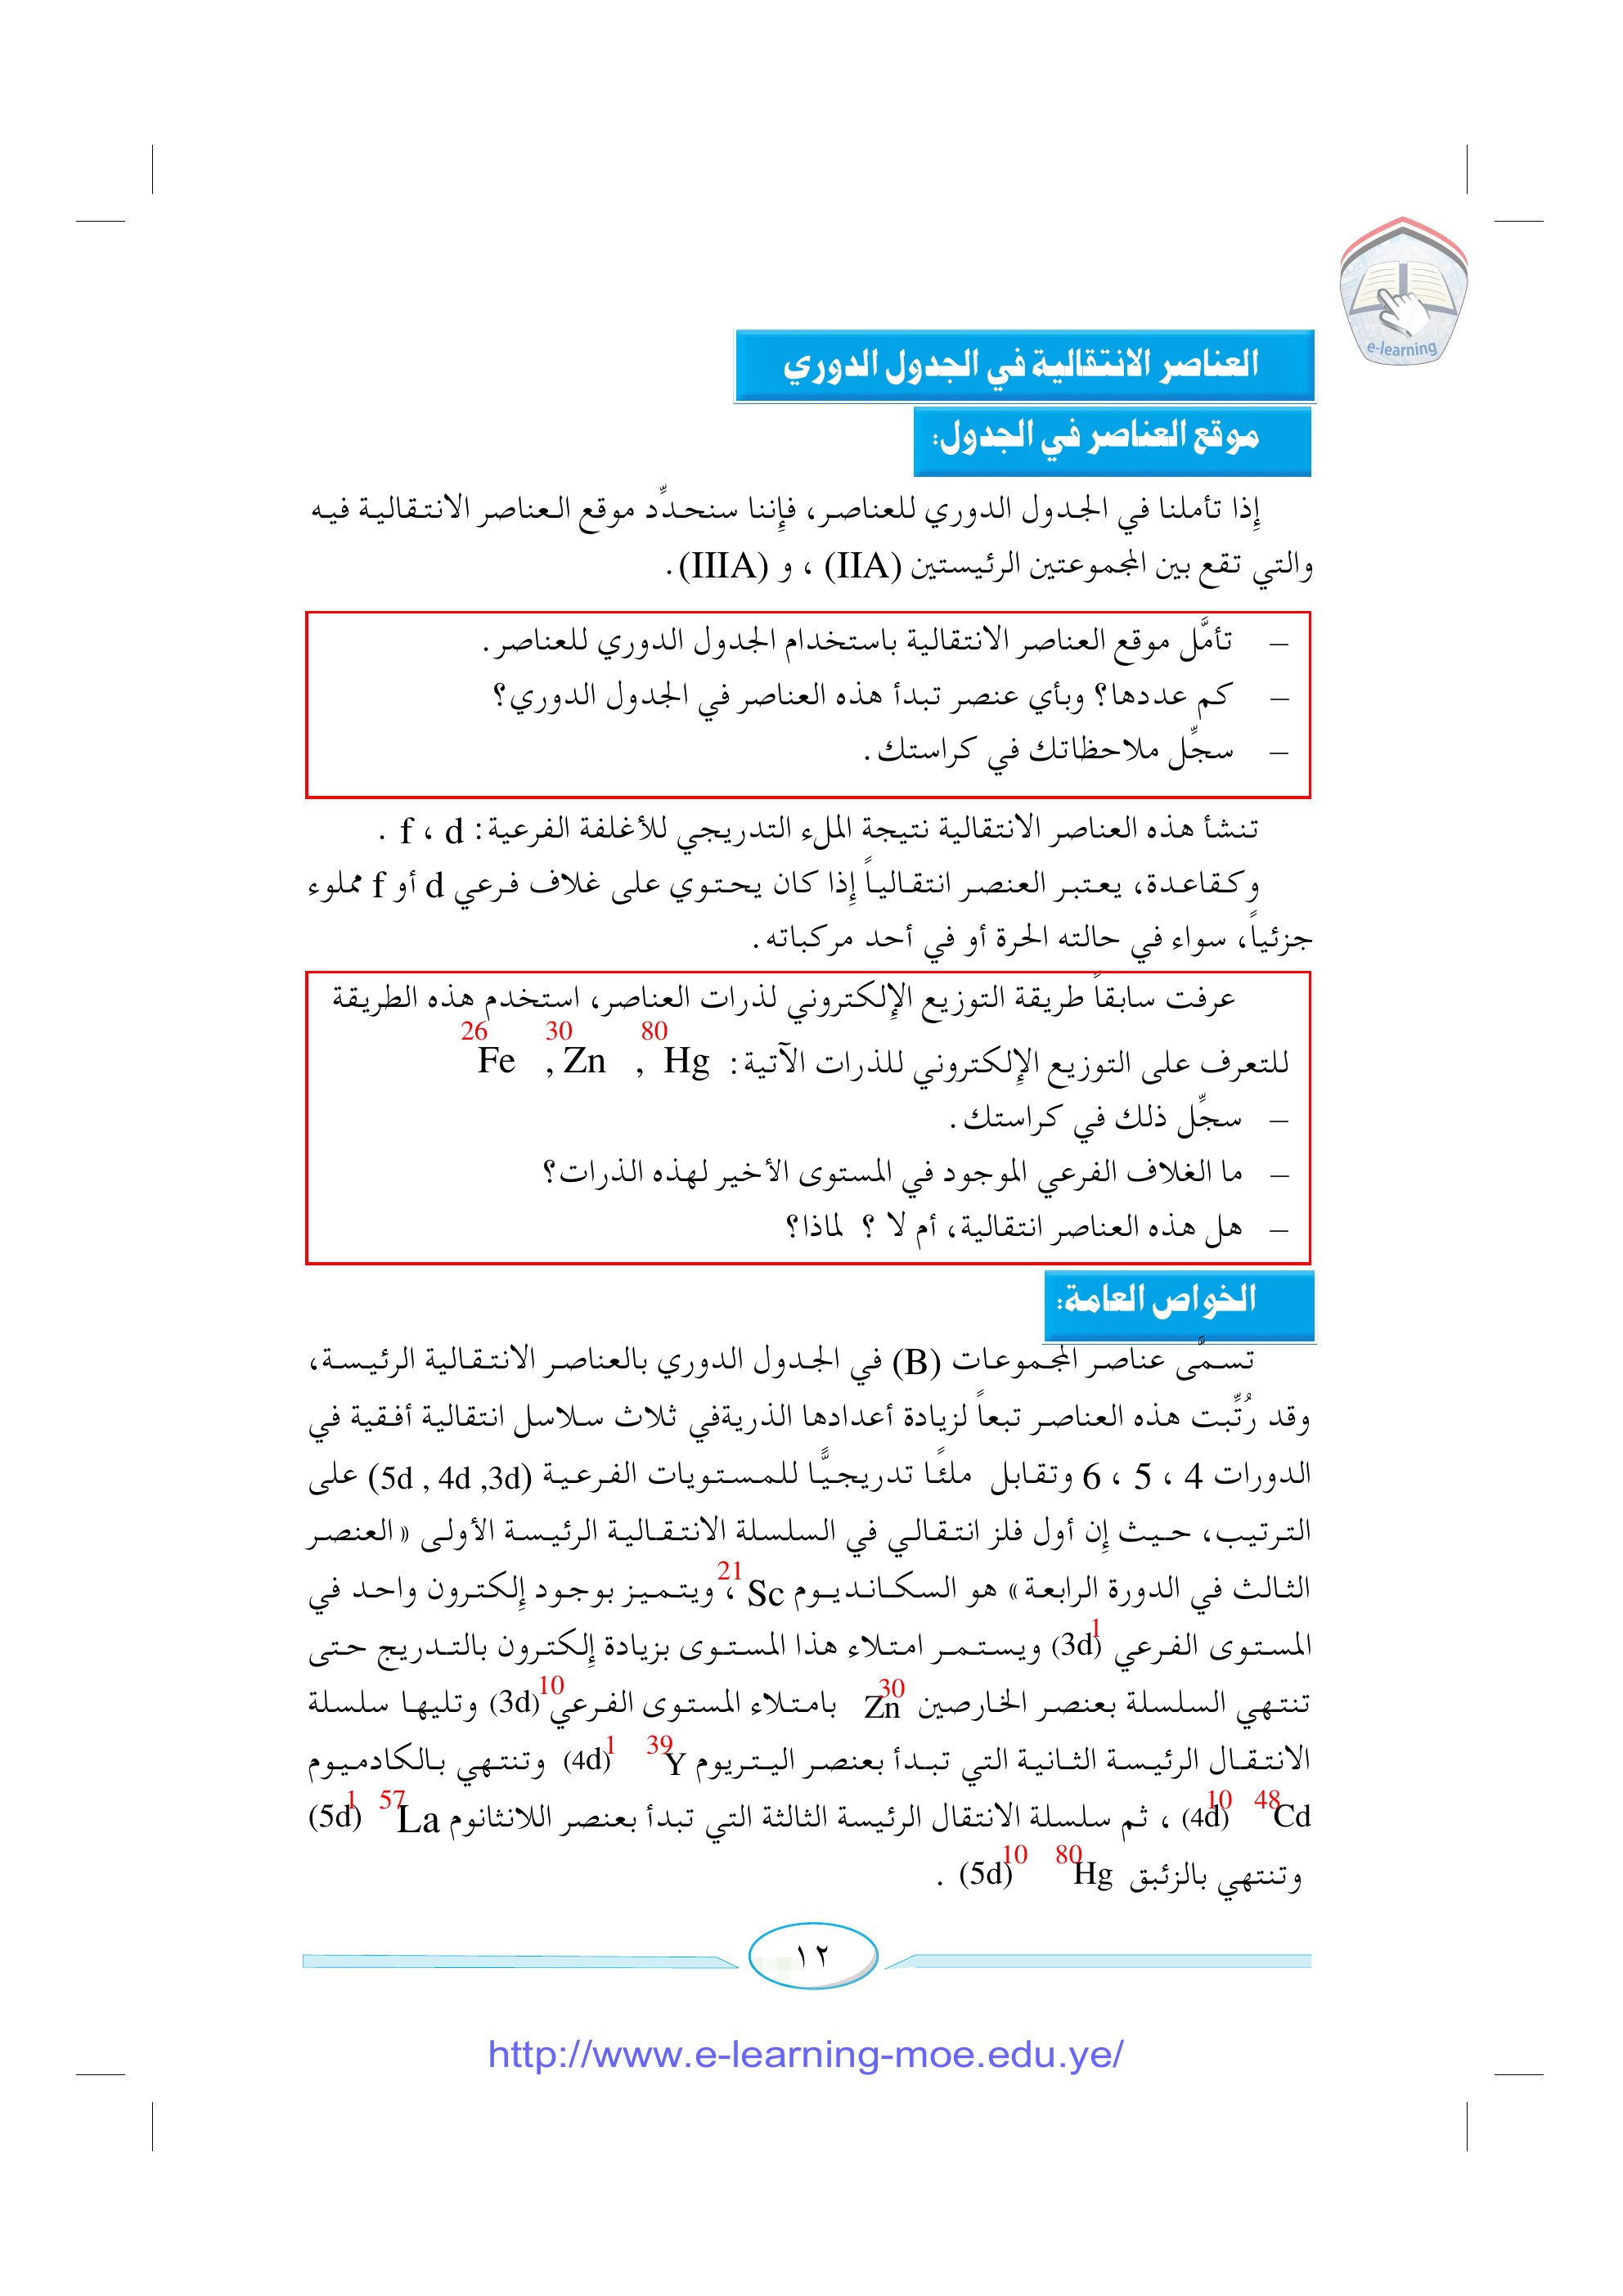 e-learning
العناصر الانتقالية في الجدول الدوري
موقع العناصر في الجدول:
إِذا تأملنا في الجدول الدوري للعناصر، فإِننا سنحدِّد موقع العناصر الانتقالية فيه
والتي تقع بين المجموعتين الرئيستين (IIA) ، و (IIIA).
– تأمَّل موقع العناصر الانتقالية باستخدام الجدول الدوري للعناصر.
– كم عددها؟ وبأي عنصر تبدأ هذه العناصر في الجدول الدوري؟
– سجِّل ملاحظاتك في كراستك.
تنشأ هذه العناصر الانتقالية نتيجة الملء التدريجي للأغلفة الفرعية: f ، d .
وكقاعدة، يعتبر العنصر انتقالياً إِذا كان يحتوي على غلاف فرعي d أو f مملوء
جزئياً، سواء في حالته الحرة أو في أحد مركباته.
عرفت سابقاً طريقة التوزيع الإِلكتروني لذرات العناصر، استخدم هذه الطريقة
للتعرف على التوزيع الإِلكتروني للذرات الآتية: ²⁶Fe , ³⁰Zn , ⁸⁰Hg
– سجِّل ذلك في كراستك.
– ما الغلاف الفرعي الموجود في المستوى الأخير لهذه الذرات؟
– هل هذه العناصر انتقالية، أم لا ؟ لماذا؟
الخواص العامة:
تسمَّى عناصر المجموعات (B) في الجدول الدوري بالعناصر الانتقالية الرئيسة،
وقد رُتِّبت هذه العناصر تبعاً لزيادة أعدادها الذريةفي ثلاث سلاسل انتقالية أفقية في
الدورات 4 ، 5 ، 6 وتقابل ملئًا تدريجيًّا للمستويات الفرعية (5d , 4d ,3d) على
الترتيب، حيث إِن أول فلز انتقالي في السلسلة الانتقالية الرئيسة الأولى «العنصر
الثالث في الدورة الرابعة» هو السكانديوم ²¹Sc، ويتميز بوجود إِلكترون واحد في
المستوى الفرعي (3d)¹ ويستمر امتلاء هذا المستوى بزيادة إِلكترون بالتدريج حتى
تنتهي السلسلة بعنصر الخارصين ³⁰Zn بامتلاء المستوى الفرعي (3d)¹⁰ وتليها سلسلة
الانتقال الرئيسة الثانية التي تبدأ بعنصر اليتريوم ³⁹Y (4d)¹ وتنتهي بالكادميوم
⁴⁸Cd (4d)¹⁰ ، ثم سلسلة الانتقال الرئيسة الثالثة التي تبدأ بعنصر اللانثانوم ⁵⁷La (5d)¹
وتنتهي بالزئبق ⁸⁰Hg (5d)¹⁰ .
١٢
http://www.e-learning-moe.edu.ye/